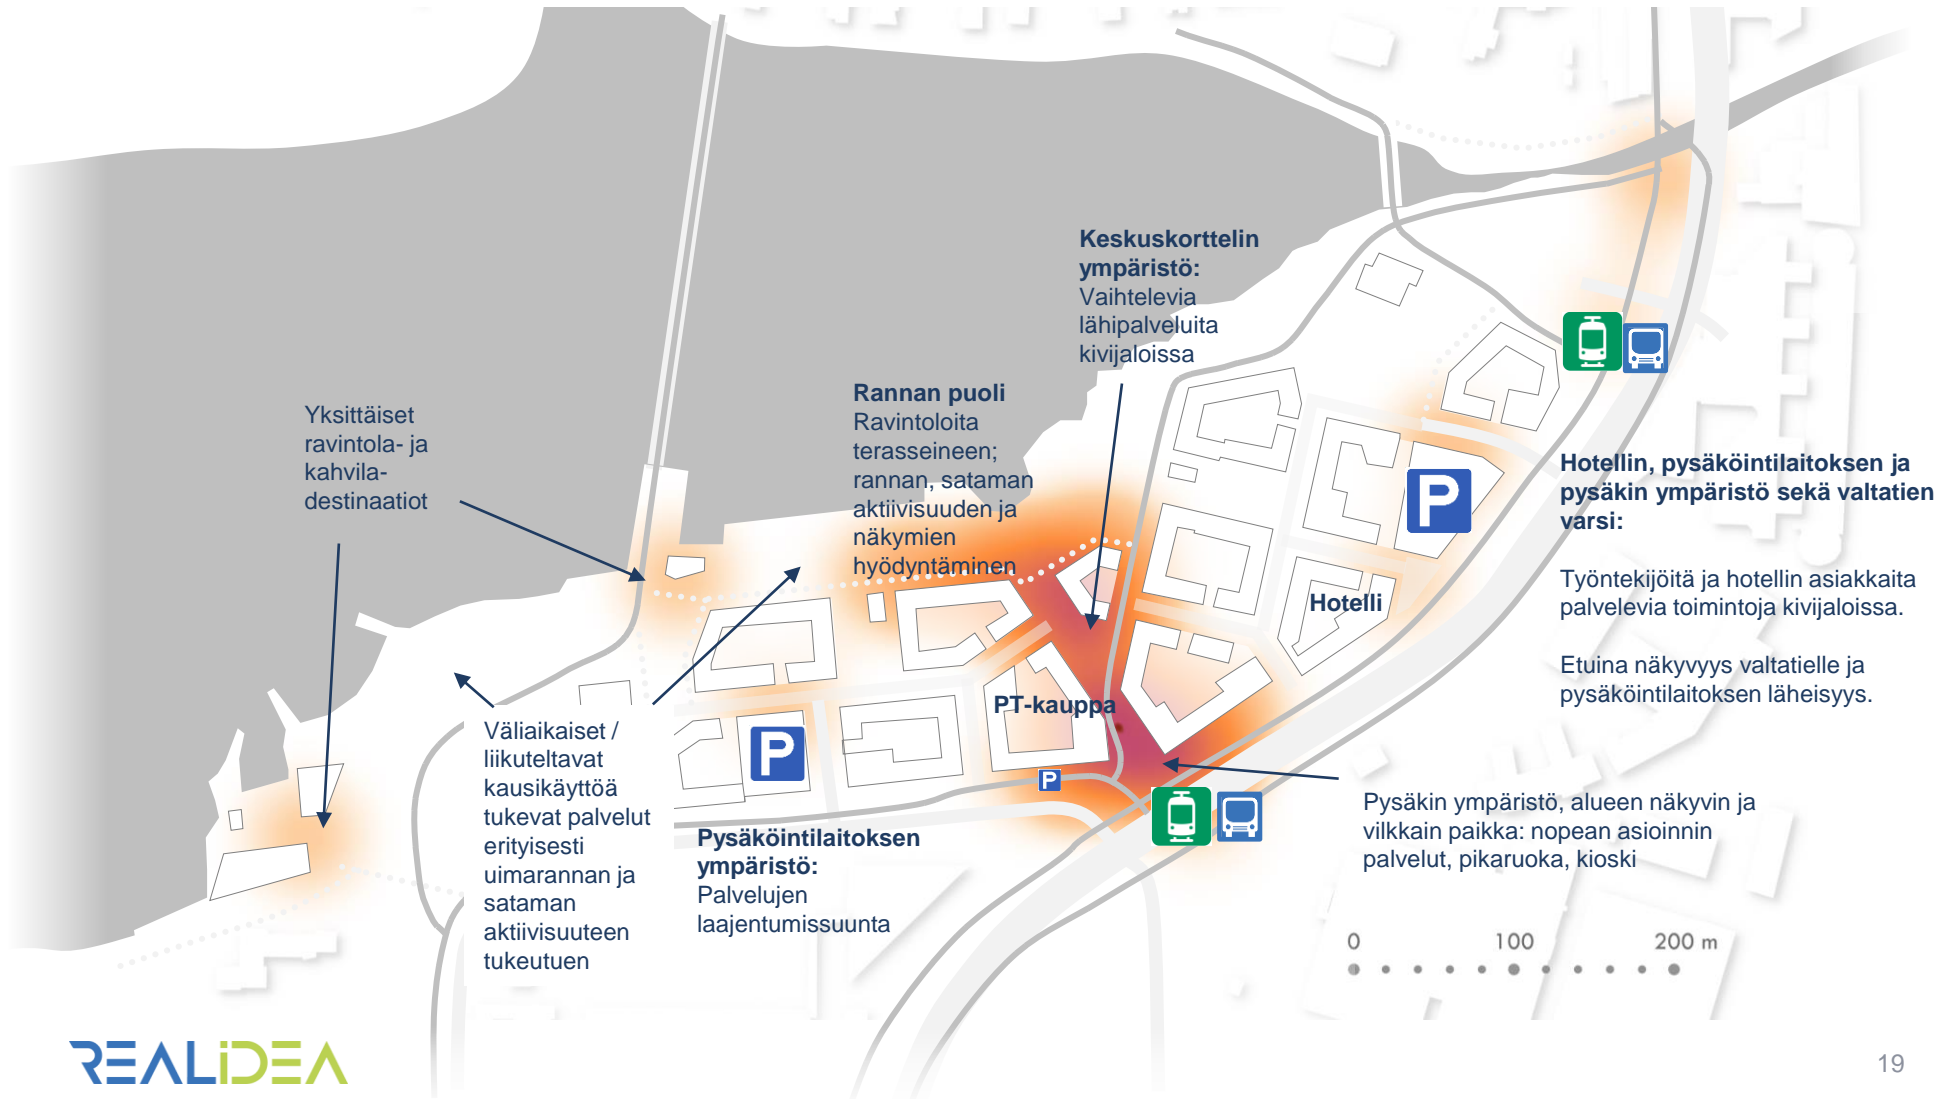 Keskuskorttelin
ympäristö:
Vaihtelevia
lähipalveluita
kivijaloissa
Rannan puoli
Ravintoloita
terasseineen;
rannan, sataman
aktiivisuuden ja
näkymien
hyödyntäminen
Yksittäiset
ravintola- ja
kahvila-
destinaatiot
Hotellin, pysäköintilaitoksen ja
pysäkin ympäristö sekä valtatien
varsi:
Työntekijöitä ja hotellin asiakkaita
palvelevia toimintoja kivijaloissa.
Etuina näkyvyys valtatielle ja
pysäköintilaitoksen läheisyys.
P
Hotelli
PT-kauppa
Väliaikaiset /
liikuteltavat
kausikäyttöä
tukevat palvelut
erityisesti
uimarannan ja
sataman
aktiivisuuteen
tukeutuen
P
P
Pysäköintilaitoksen
ympäristö:
Palvelujen
laajentumissuunta
Pysäkin ympäristö, alueen näkyvin ja
vilkkain paikka: nopean asioinnin
palvelut, pikaruoka, kioski
0 100 200 m
REALIDEA
19